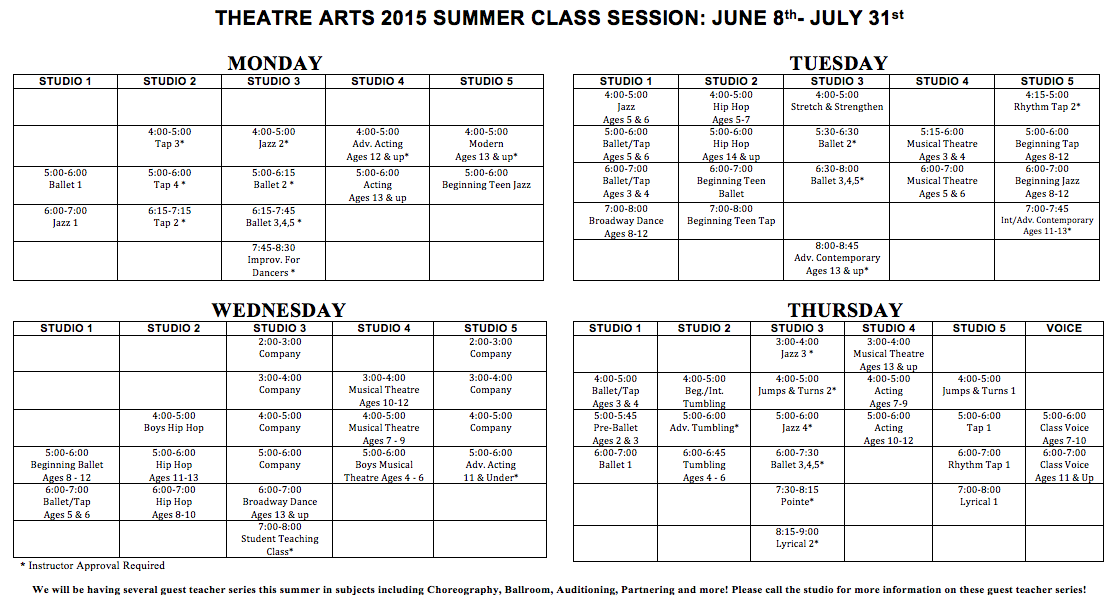 THEATRE ARTS 2015 SUMMER CLASS SESSION: JUNE 8th- JULY 31st
MONDAY
STUDIO 1 STUDIO 2 STUDIO 3 STUDIO 4 STUDIO 5
4:00-5:00 4:00-5:00 4:00-5:00 4:00-5:00
Tap 3* Jazz 2* Adv. Acting Modern
Ages 12 & up* Ages 13 & up*
5:00-6:00 5:00-6:00 5:00-6:15 5:00-6:00 5:00-6:00
Ballet 1 Tap 4 * Ballet 2 * Acting Beginning Teen Jazz
Ages 13 & up
6:00-7:00 6:15-7:15 6:15-7:45
Jazz 1 Tap 2 * Ballet 3,4,5 *
7:45-8:30
Improv. For
Dancers *
TUESDAY
STUDIO 1 STUDIO 2 STUDIO 3 STUDIO 4 STUDIO 5
4:00-5:00 4:00-5:00 4:00-5:00 4:15-5:00
Jazz Hip Hop Stretch & Strengthen Rhythm Tap 2*
Ages 5 & 6 Ages 5-7
5:00-6:00 5:00-6:00 5:30-6:30 5:15-6:00 5:00-6:00
Ballet/Tap Hip Hop Ballet 2* Musical Theatre Beginning Tap
Ages 5 & 6 Ages 14 & up Ages 3 & 4 Ages 8-12
6:00-7:00 6:00-7:00 6:30-8:00 6:00-7:00 6:00-7:00
Ballet/Tap Beginning Teen Ballet 3,4,5* Musical Theatre Beginning Jazz
Ages 3 & 4 Ballet Ages 5 & 6 Ages 8-12
7:00-8:00 7:00-8:00 7:00-7:45
Broadway Dance Beginning Teen Tap Int/Adv. Contemporary
Ages 8-12 Ages 11-13*
8:00-8:45
Adv. Contemporary
Ages 13 & up*
WEDNESDAY
STUDIO 1 STUDIO 2 STUDIO 3 STUDIO 4 STUDIO 5
2:00-3:00 2:00-3:00
Company Company
3:00-4:00 3:00-4:00 3:00-4:00
Company Musical Theatre Company
Ages 10-12
4:00-5:00 4:00-5:00 4:00-5:00 4:00-5:00
Boys Hip Hop Company Musical Theatre Company
Ages 7 - 9
5:00-6:00 5:00-6:00 5:00-6:00 5:00-6:00 5:00-6:00
Beginning Ballet Hip Hop Company Boys Musical Adv. Acting
Ages 8 - 12 Ages 11-13 Theatre Ages 4 - 6 11 & Under*
6:00-7:00 6:00-7:00 6:00-7:00
Ballet/Tap Hip Hop Broadway Dance
Ages 5 & 6 Ages 8-10 Ages 13 & up
7:00-8:00
Student Teaching
Class*
THURSDAY
STUDIO 1 STUDIO 2 STUDIO 3 STUDIO 4 STUDIO 5 VOICE
3:00-4:00 3:00-4:00
Jazz 3 * Musical Theatre
Ages 13 & up
4:00-5:00 4:00-5:00 4:00-5:00 4:00-5:00 4:00-5:00
Ballet/Tap Beg./Int. Jumps & Turns 2* Acting Jumps & Turns 1
Ages 3 & 4 Tumbling Ages 7-9
5:00-5:45 5:00-6:00 5:00-6:00 5:00-6:00 5:00-6:00 5:00-6:00
Pre-Ballet Adv. Tumbling* Jazz 4* Acting Tap 1 Class Voice
Ages 2 & 3 Ages 10-12 Ages 7-10
6:00-7:00 6:00-6:45 6:00-7:30 6:00-7:00 6:00-7:00
Ballet 1 Tumbling Ballet 3,4,5* Rhythm Tap 1 Class Voice
Ages 4 - 6 Ages 11 & Up
7:30-8:15 7:00-8:00
Pointe* Lyrical 1
8:15-9:00
Lyrical 2*
* Instructor Approval Required
We will be having several guest teacher series this summer in subjects including Choreography, Ballroom, Auditioning, Partnering and more! Please call the studio for more information on these guest teacher series!